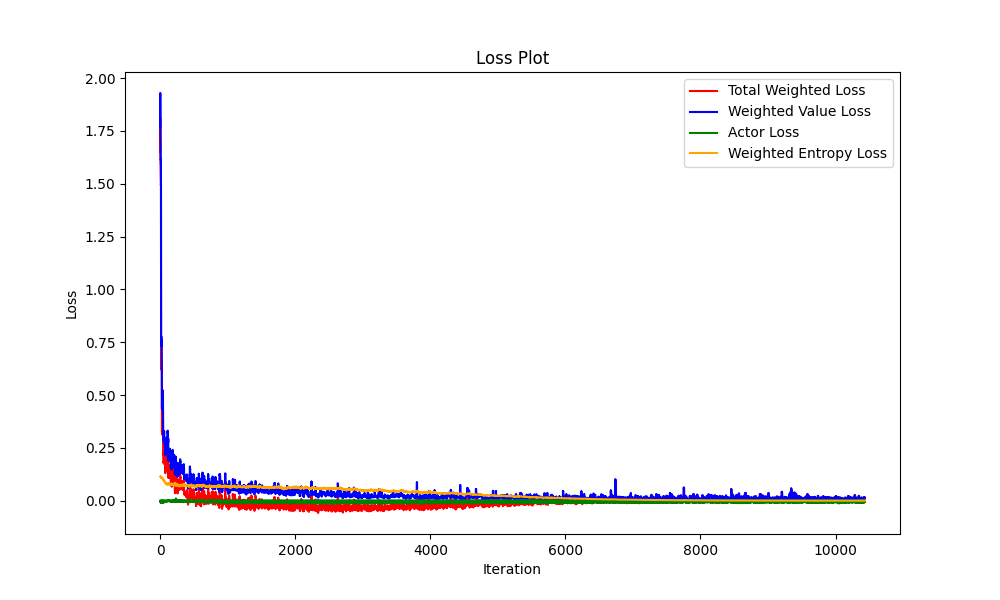 Loss Plot
Total Weighted Loss
Weighted Value Loss
Actor Loss
Weighted Entropy Loss
2.00
1.75
1.50
1.25
1.00
0.75
0.50
0.25
0.00
Loss
0 2000 4000 6000 8000 10000
Iteration